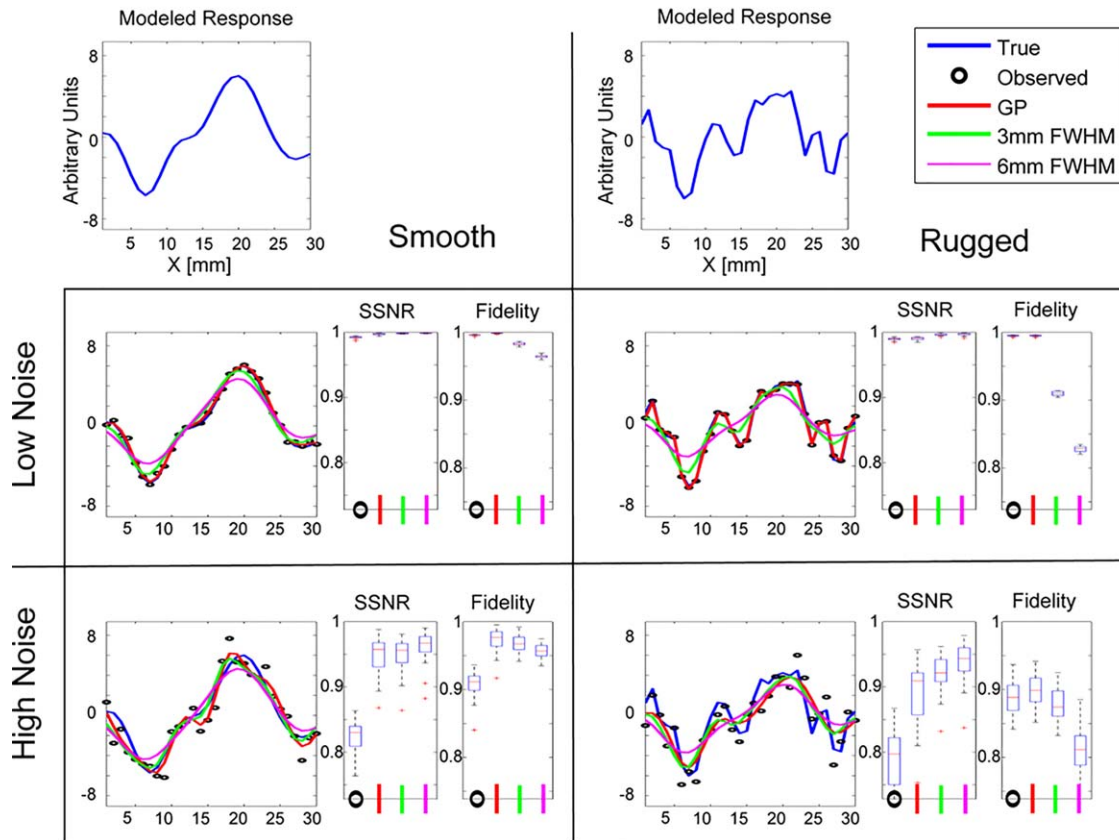 Modeled Response
Arbitrary Units
8
0
-8
5 10 15 20 25 30
X [mm]
Smooth
Modeled Response
Arbitrary Units
8
0
-8
5 10 15 20 25 30
X [mm]
Rugged
True
Observed
GP
3mm FWHM
6mm FWHM
Low Noise
8
0
-8
5 10 15 20 25 30
SSNR
1
0.9
0.8
Fidelity
1
0.9
0.8
8
0
-8
5 10 15 20 25 30
SSNR
1
0.9
0.8
Fidelity
1
0.9
0.8
High Noise
8
0
-8
5 10 15 20 25 30
SSNR
1
0.9
0.8
Fidelity
1
0.9
0.8
8
0
-8
5 10 15 20 25 30
SSNR
1
0.9
0.8
Fidelity
1
0.9
0.8